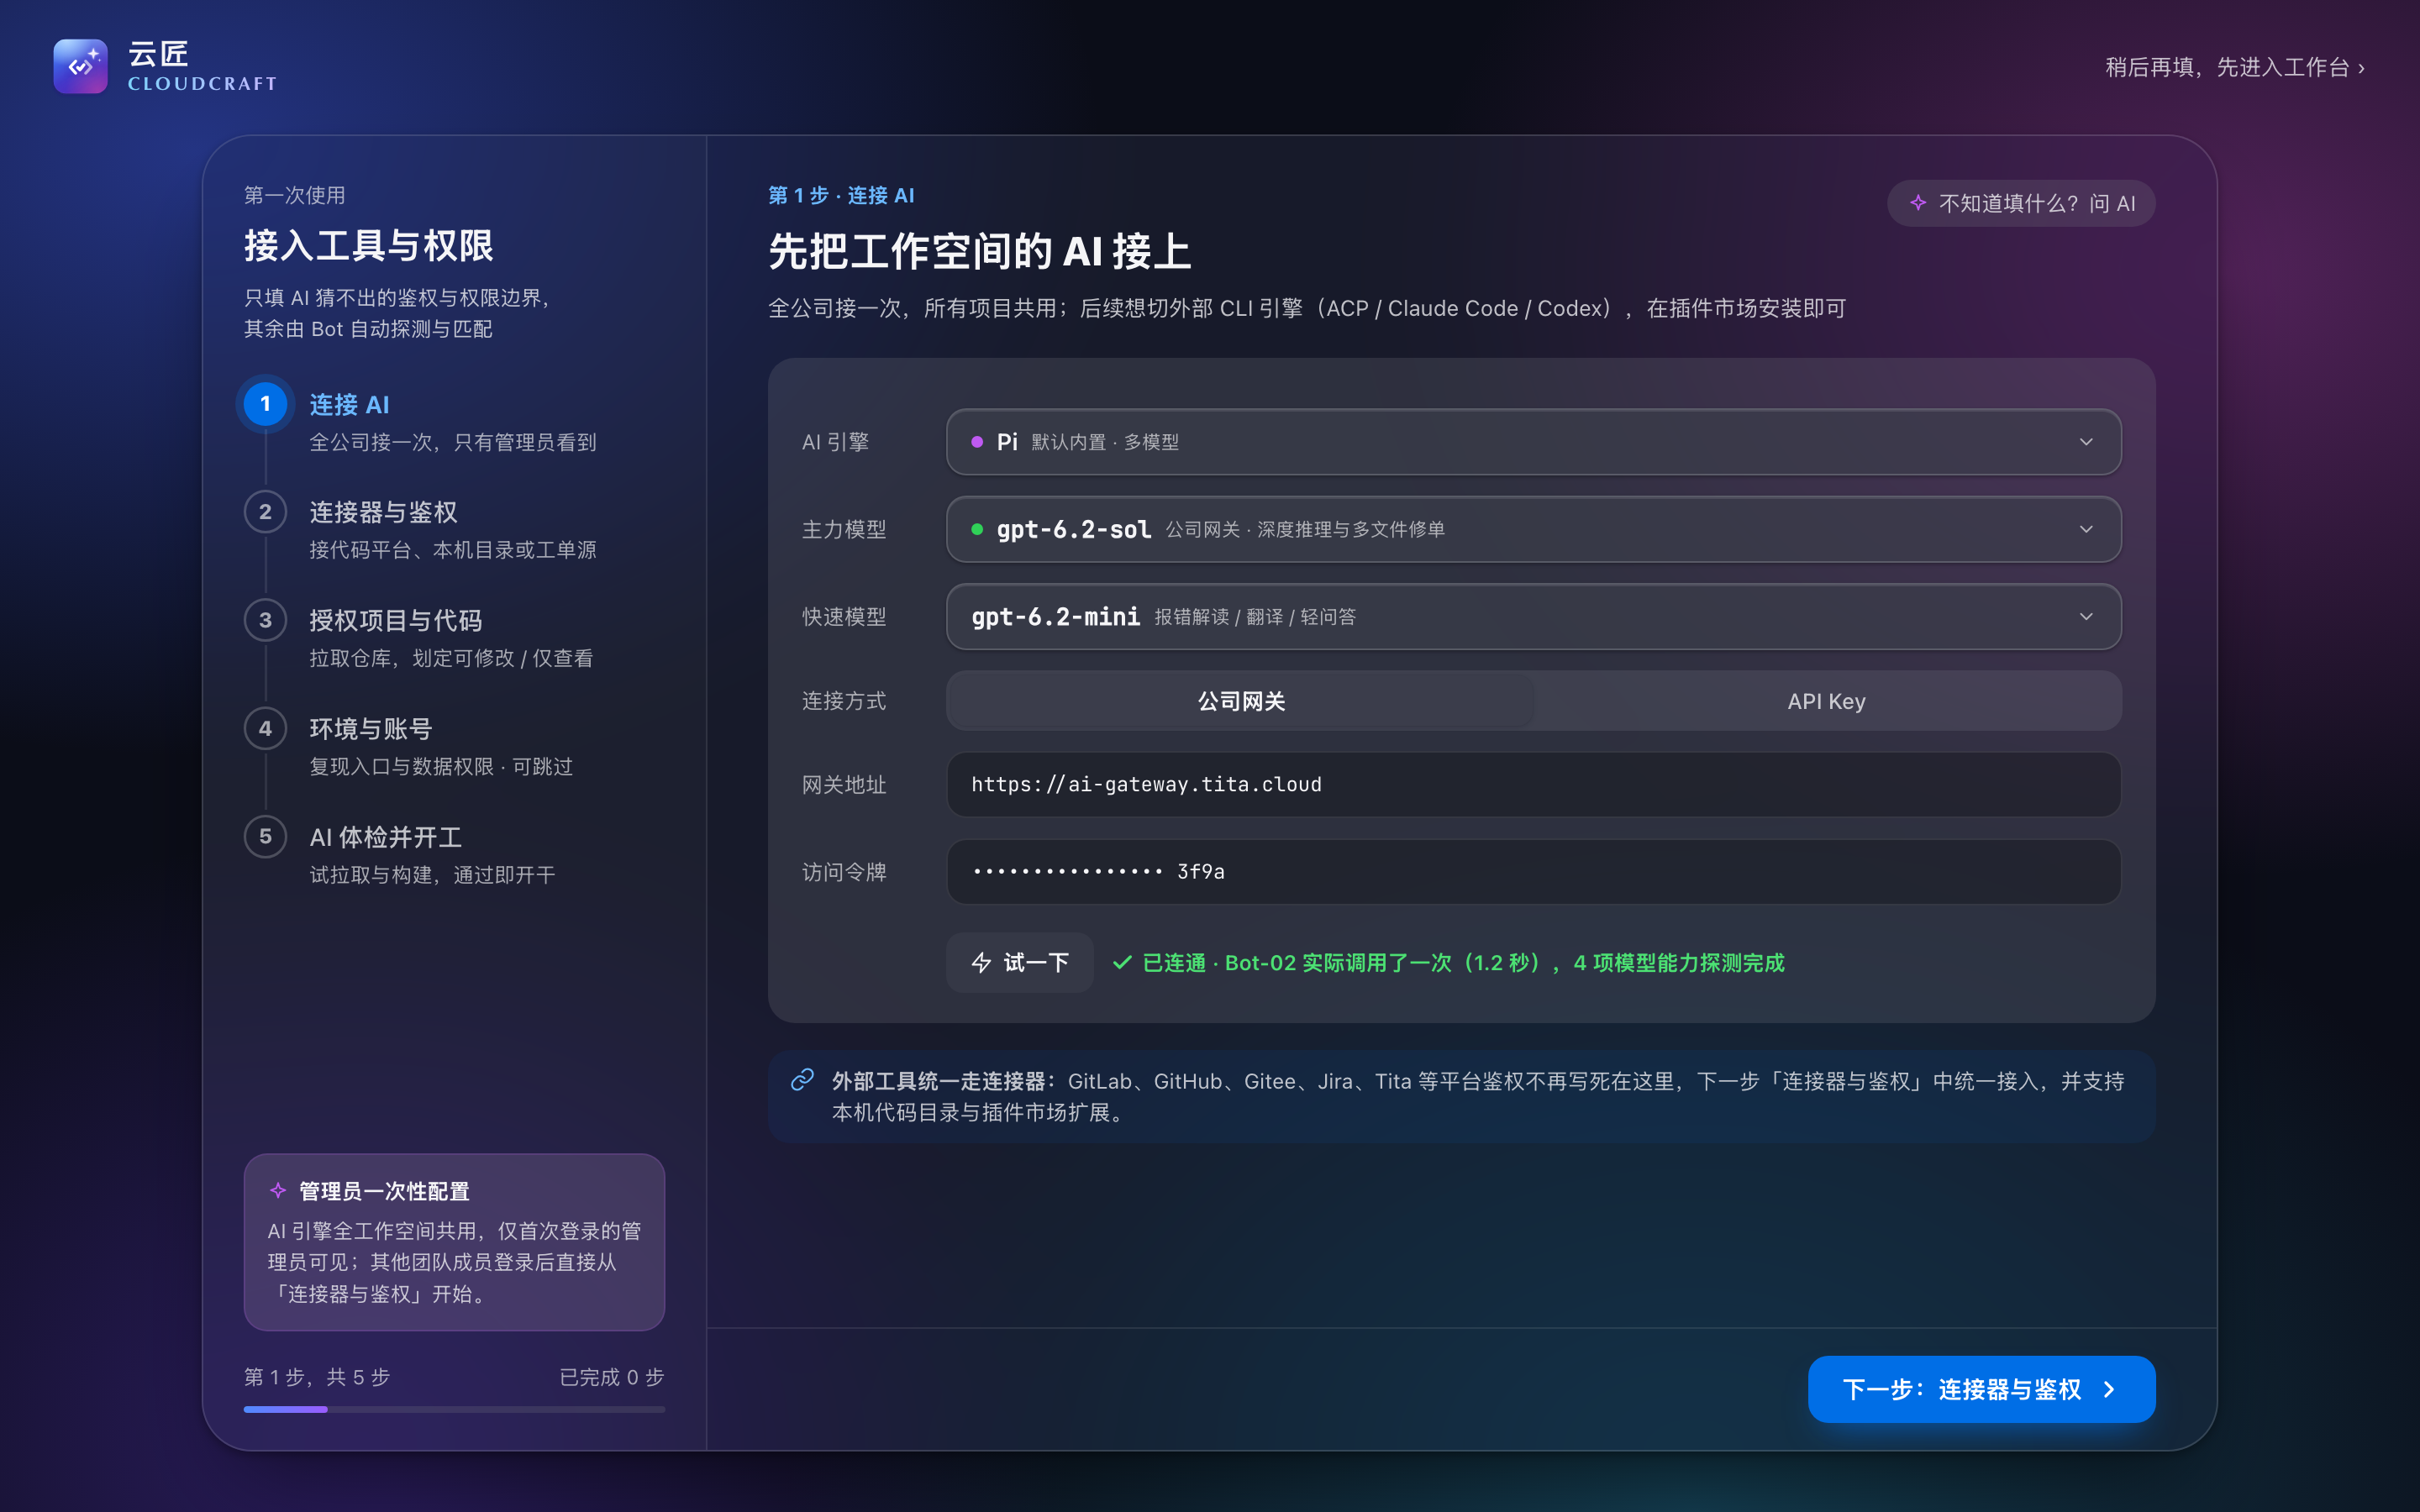 云匠
CLOUDCRAFT
稍后再填，先进入工作台 ›
第一次使用
接入工具与权限
只填 AI 猜不出的鉴权与权限边界，
其余由 Bot 自动探测与匹配
1 连接 AI
全公司接一次，只有管理员看到
2 连接器与鉴权
接代码平台、本机目录或工单源
3 授权项目与代码
拉取仓库，划定可修改 / 仅查看
4 环境与账号
复现入口与数据权限 · 可跳过
5 AI 体检并开工
试拉取与构建，通过即开干
管理员一次性配置
AI 引擎全工作空间共用，仅首次登录的管
理员可见；其他团队成员登录后直接从
「连接器与鉴权」开始。
第 1 步，共 5 步
已完成 0 步
第 1 步 · 连接 AI
不知道填什么？问 AI
先把工作空间的 AI 接上
全公司接一次，所有项目共用；后续想切外部 CLI 引擎（ACP / Claude Code / Codex），在插件市场安装即可
AI 引擎
Pi 默认内置 · 多模型
主力模型
gpt-6.2-sol 公司网关 · 深度推理与多文件修单
快速模型
gpt-6.2-mini 报错解读 / 翻译 / 轻问答
连接方式
公司网关
API Key
网关地址
https://ai-gateway.tita.cloud
访问令牌
•••••••••••••••• 3f9a
试一下
已连通 · Bot-02 实际调用了一次（1.2 秒），4 项模型能力探测完成
外部工具统一走连接器：GitLab、GitHub、Gitee、Jira、Tita 等平台鉴权不再写死在这里，下一步「连接器与鉴权」中统一接入，并支持
本机代码目录与插件市场扩展。
下一步：连接器与鉴权